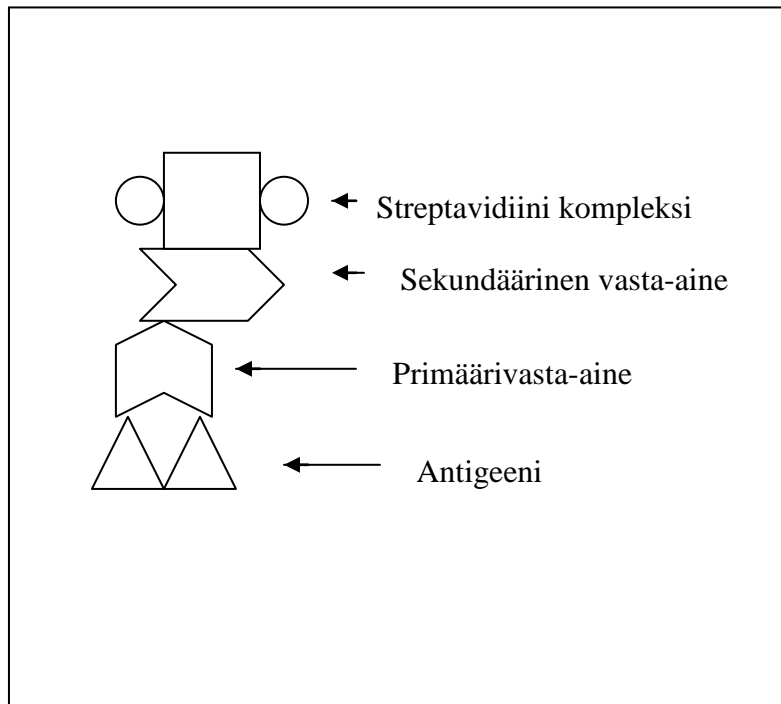 Streptavidiini kompleksi
Sekundäärinen vasta-aine
Primäärivasta-aine
Antigeeni